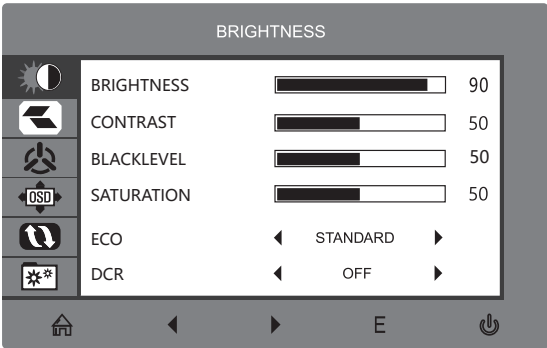 BRIGHTNESS
BRIGHTNESS 90
CONTRAST 50
BLACKLEVEL 50
SATURATION 50
OSD
ECO STANDARD
DCR OFF
E